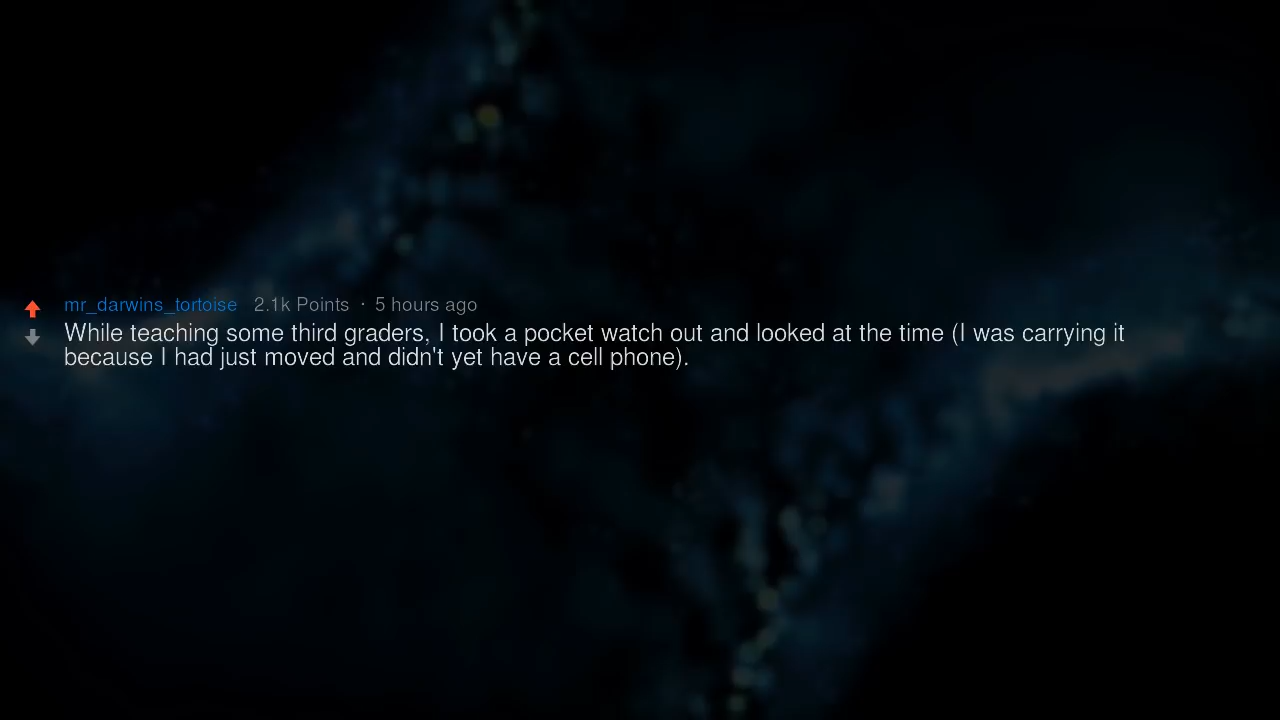 mr_darwins_tortoise 2.1k Points · 5 hours ago
While teaching some third graders, I took a pocket watch out and looked at the time (I was carrying it
because I had just moved and didn't yet have a cell phone).